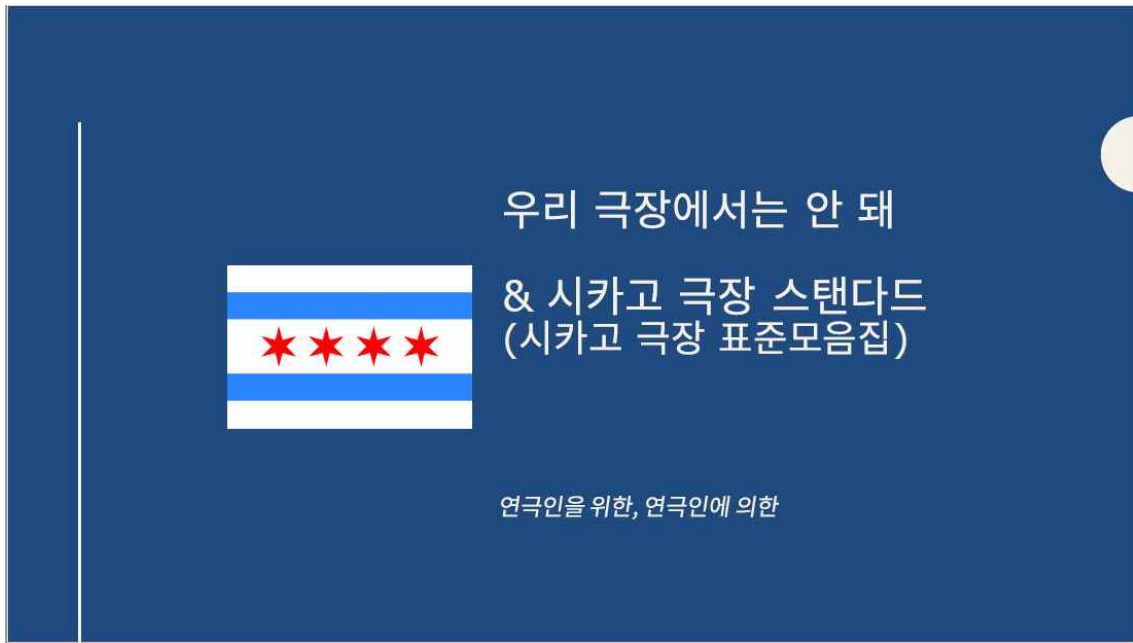 우리 극장에서는 안 돼
& 시카고 극장 스탠다드
(시카고 극장 표준모음집)
연극인을 위한, 연극인에 의한